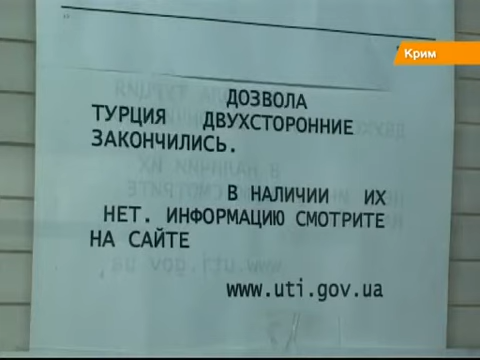 Крим
ДОЗВОЛА
ТУРЦИЯ ДВУХСТОРОННИЕ
ЗАКОНЧИЛИСЬ.
В НАЛИЧИИ ИХ
НЕТ. ИНФОРМАЦИЮ СМОТРИТЕ
НА САЙТЕ
www.uti.gov.ua